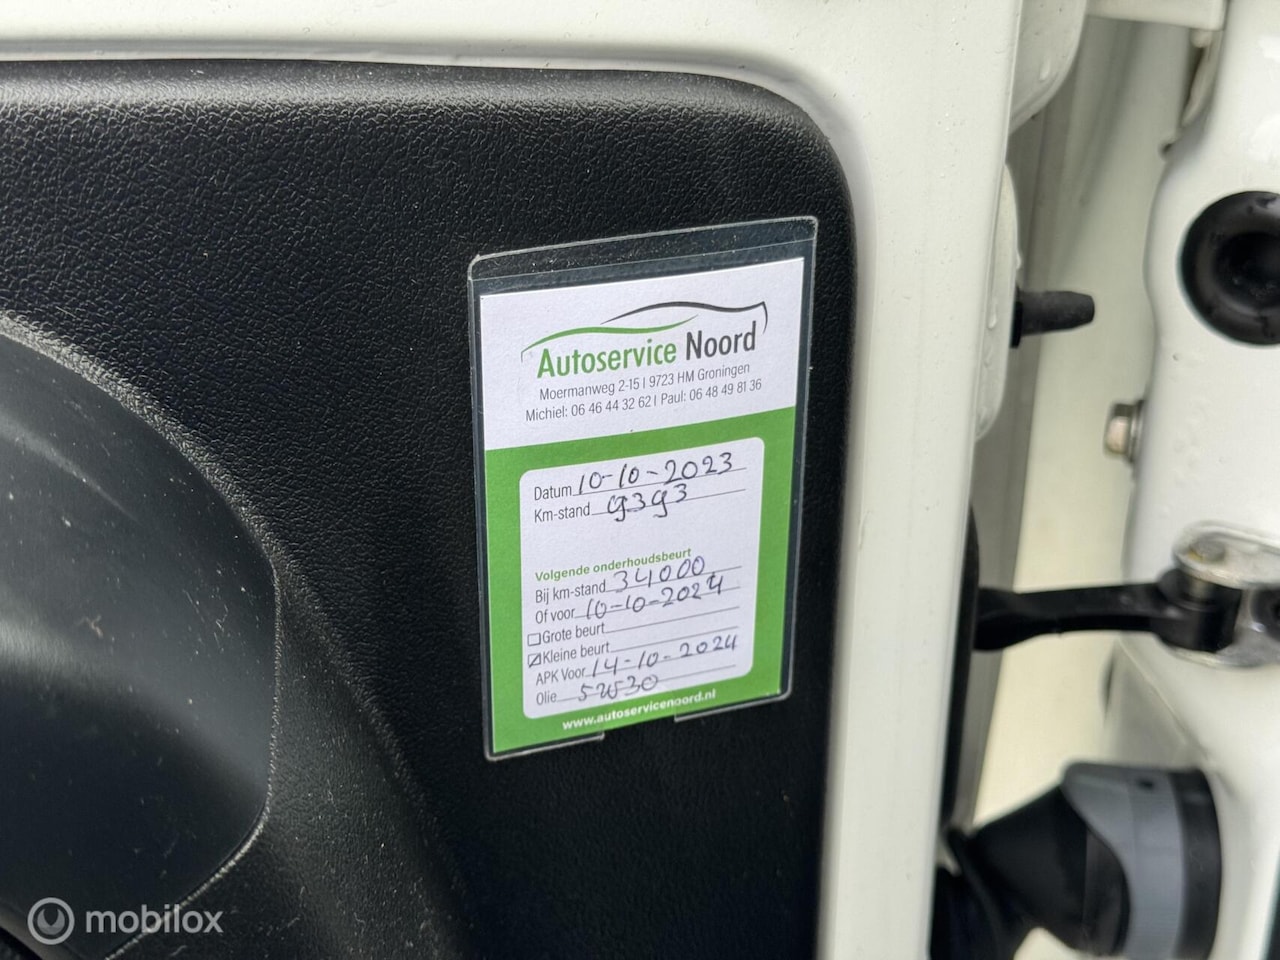 Autoservice Noord
Moermanweg 2-15 | 9723 HM Groningen
Michiel: 06 46 44 32 62 | Paul: 06 48 49 81 36
Datum 10-10-2023
Km-stand 9393
Volgende onderhoudsbeurt
Bij km-stand 34000
Of voor 10-10-2024
Grote beurt
Kleine beurt
APK Voor 14-10-2024
Olie 5W30
www.autoservicenoord.nl
mobilox